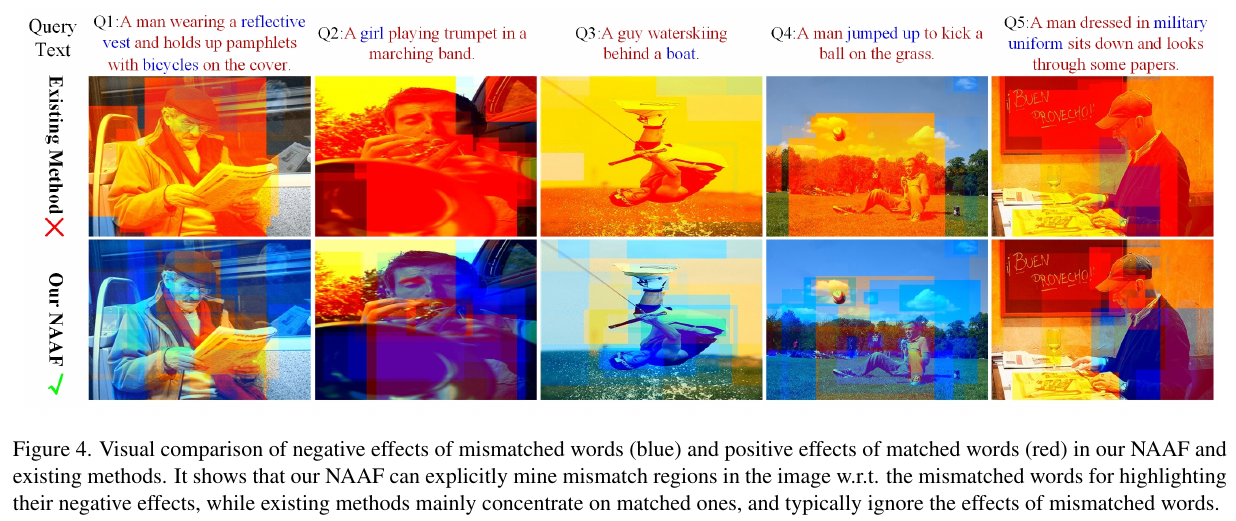 Query
Text
Q1:A man wearing a reflective
vest and holds up pamphlets
with bicycles on the cover.
Q2:A girl playing trumpet in a
marching band.
Q3:A guy waterskiing
behind a boat.
Q4:A man jumped up to kick a
ball on the grass.
Q5:A man dressed in military
uniform sits down and looks
through some papers.
Existing Method
¡BUEN
PROVECHO!
Our NAAF
¡BUEN
PROVECHO!
Figure 4. Visual comparison of negative effects of mismatched words (blue) and positive effects of matched words (red) in our NAAF and
existing methods. It shows that our NAAF can explicitly mine mismatch regions in the image w.r.t. the mismatched words for highlighting
their negative effects, while existing methods mainly concentrate on matched ones, and typically ignore the effects of mismatched words.